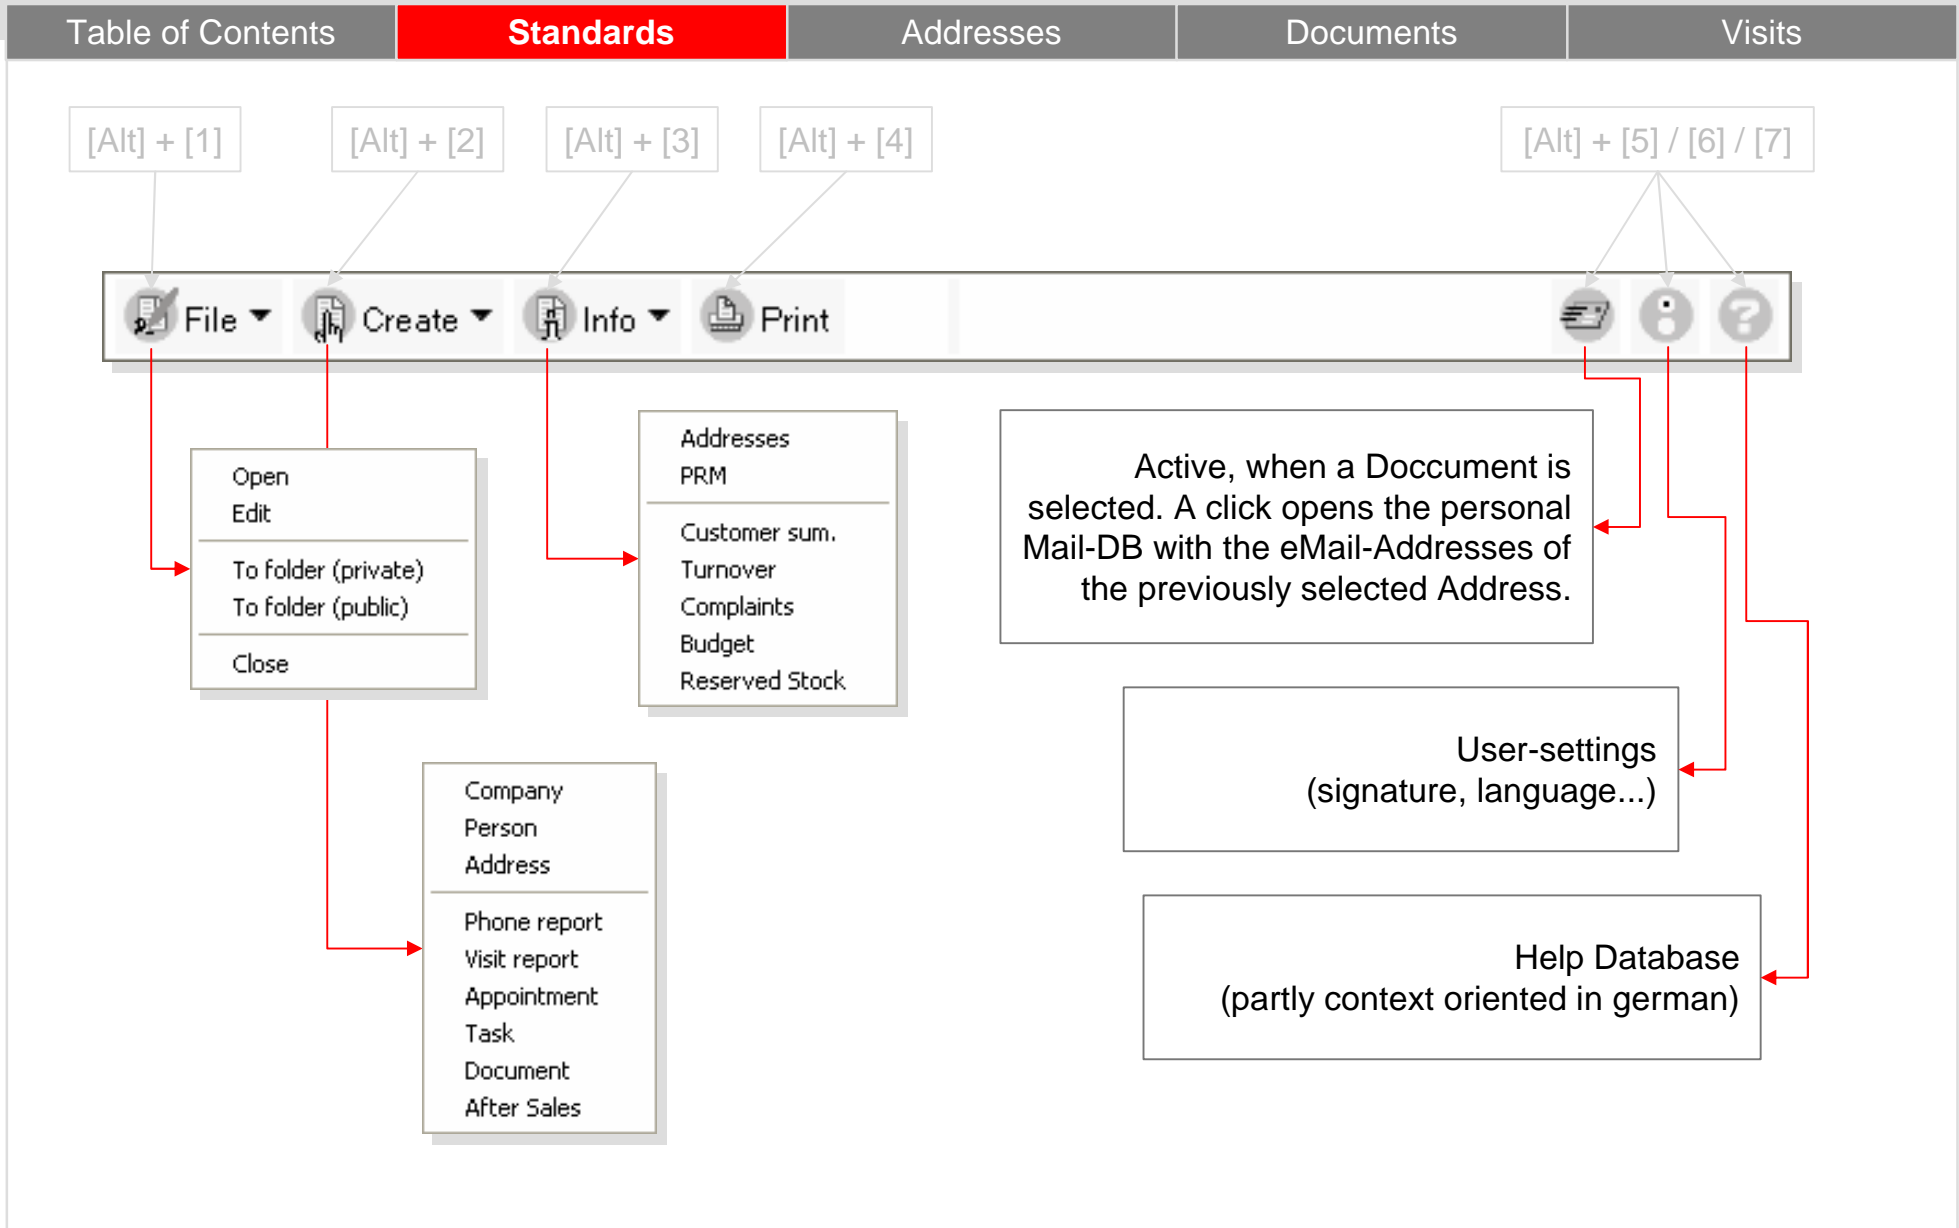 Table of Contents
Standards
Addresses
Documents
Visits
[Alt] + [1]
[Alt] + [2]
[Alt] + [3]
[Alt] + [4]
[Alt] + [5] / [6] / [7]
File
Create
Info
Print
Open
Edit
To folder (private)
To folder (public)
Close
Addresses
PRM
Customer sum.
Turnover
Complaints
Budget
Reserved Stock
Active, when a Doccument is
selected. A click opens the personal
Mail-DB with the eMail-Addresses of
the previously selected Address.
User-settings
(signature, language...)
Company
Person
Address
Phone report
Visit report
Appointment
Task
Document
After Sales
Help Database
(partly context oriented in german)